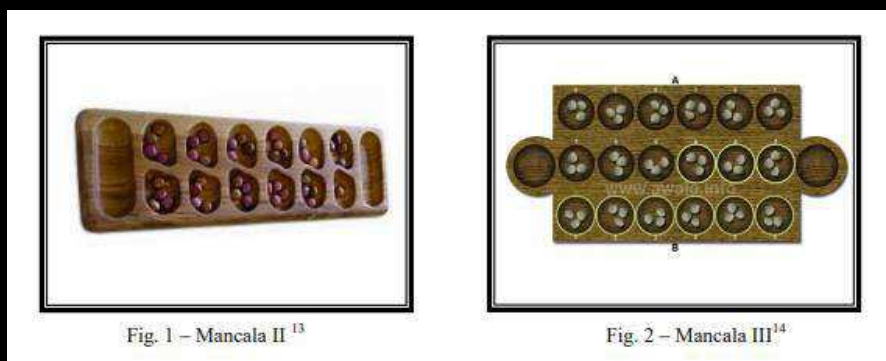 A
www.awale.info
B
Fig. 1 – Mancala II 13
Fig. 2 – Mancala III14